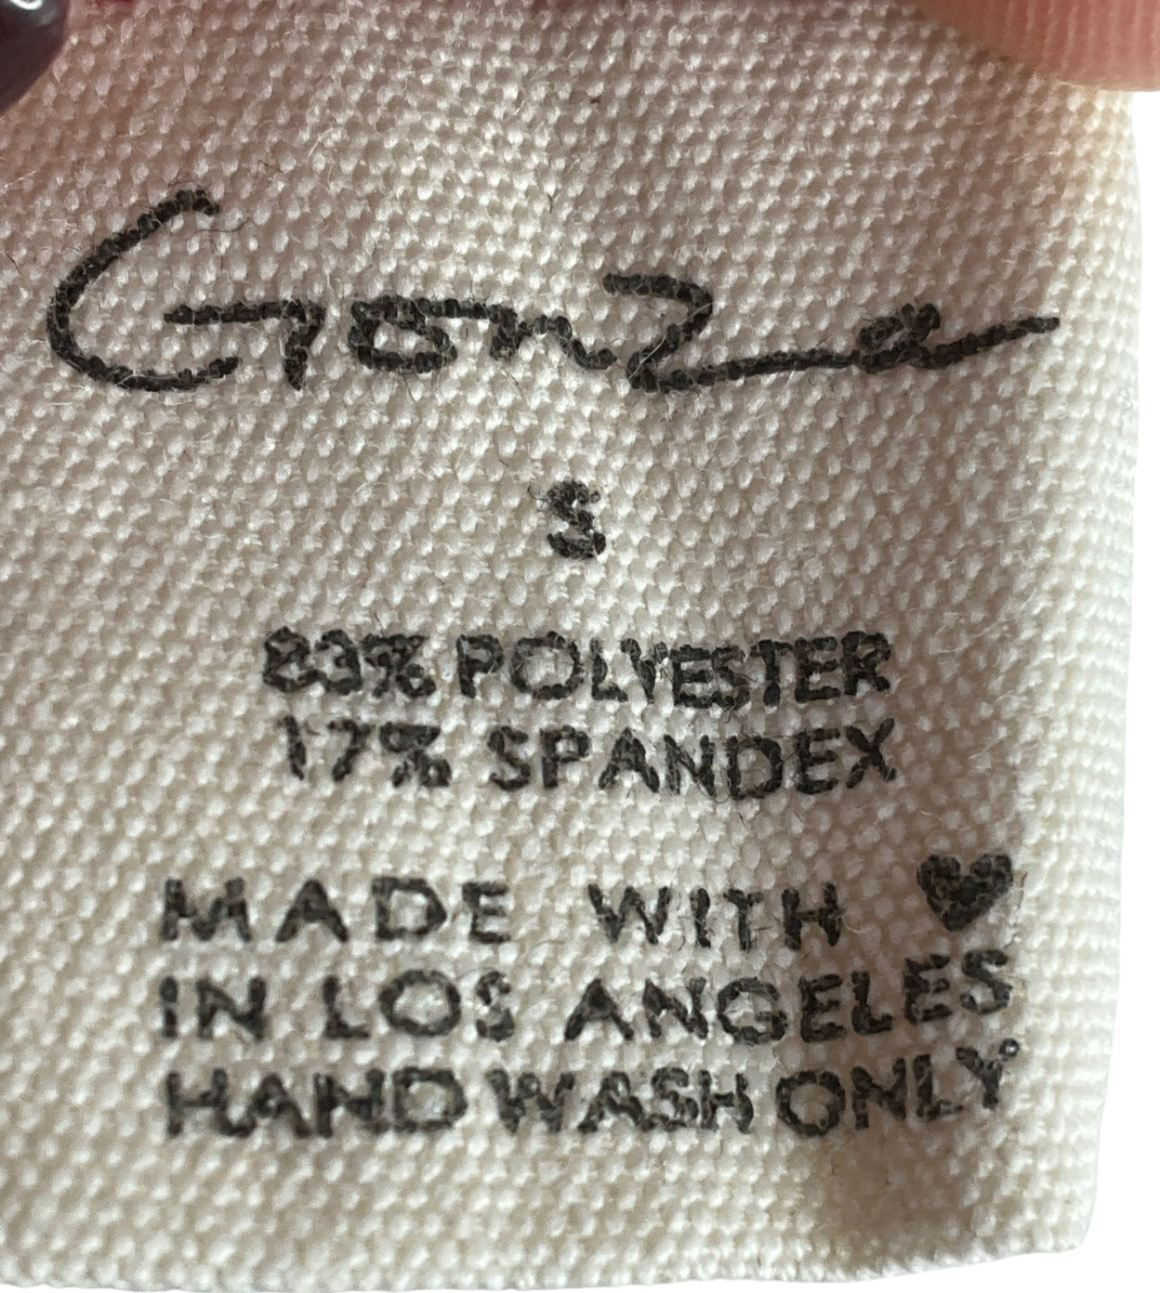 Gonza
S
83% POLYESTER
17% SPANDEX
MADE WITH ♥
IN LOS ANGELES
HAND WASH ONLY